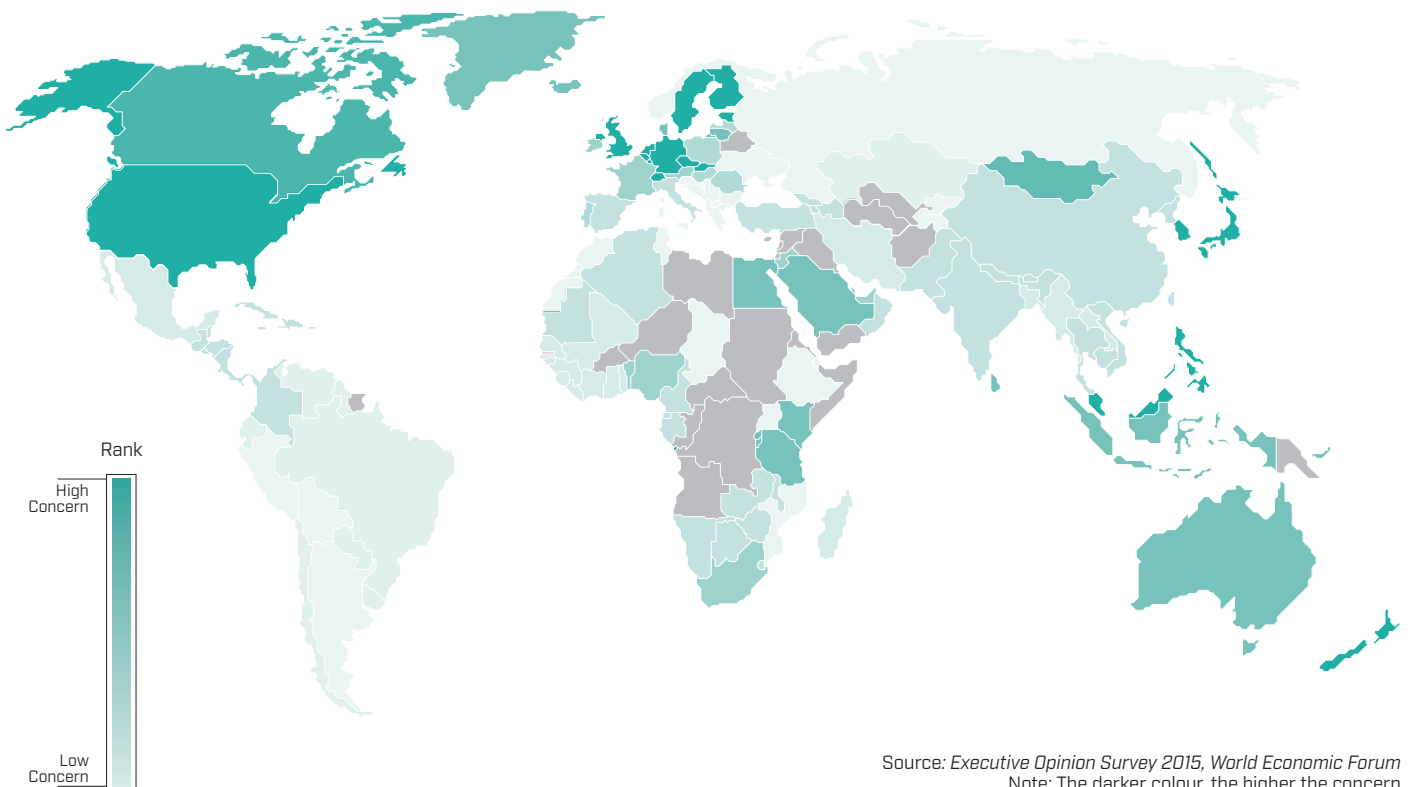 Rank
High
Concern
Low
Concern
Source: Executive Opinion Survey 2015, World Economic Forum
Note: The darker colour, the higher the concern